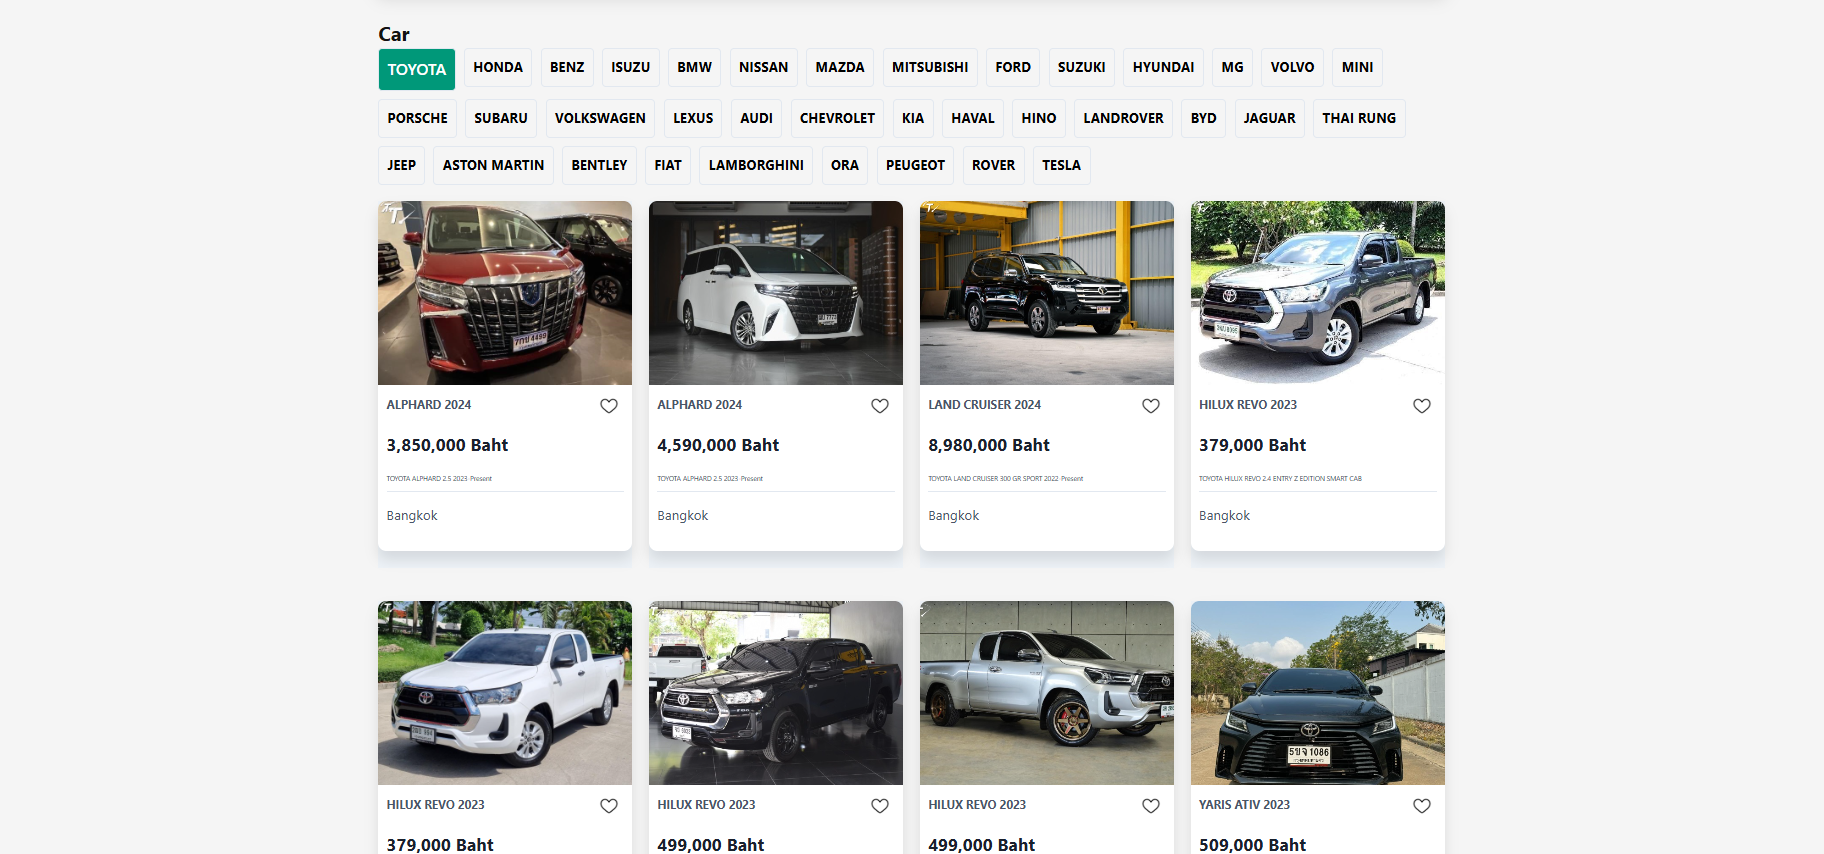 Car
TOYOTA HONDA BENZ ISUZU BMW NISSAN MAZDA MITSUBISHI FORD SUZUKI HYUNDAI MG VOLVO MINI
PORSCHE SUBARU VOLKSWAGEN LEXUS AUDI CHEVROLET KIA HAVAL HINO LANDROVER BYD JAGUAR THAI RUNG
JEEP ASTON MARTIN BENTLEY FIAT LAMBORGHINI ORA PEUGEOT ROVER TESLA
ALPHARD 2024
3,850,000 Baht
TOYOTA ALPHARD 2.5 2023-Present
Bangkok
ALPHARD 2024
4,590,000 Baht
TOYOTA ALPHARD 2.5 2023-Present
Bangkok
LAND CRUISER 2024
8,980,000 Baht
TOYOTA LAND CRUISER 300 GR SPORT 2022-Present
Bangkok
HILUX REVO 2023
379,000 Baht
TOYOTA HILUX REVO 2.4 ENTRY Z EDITION SMART CAB
Bangkok
HILUX REVO 2023
379,000 Baht
HILUX REVO 2023
499,000 Baht
HILUX REVO 2023
499,000 Baht
5ขจ 1086
YARIS ATIV 2023
509,000 Baht